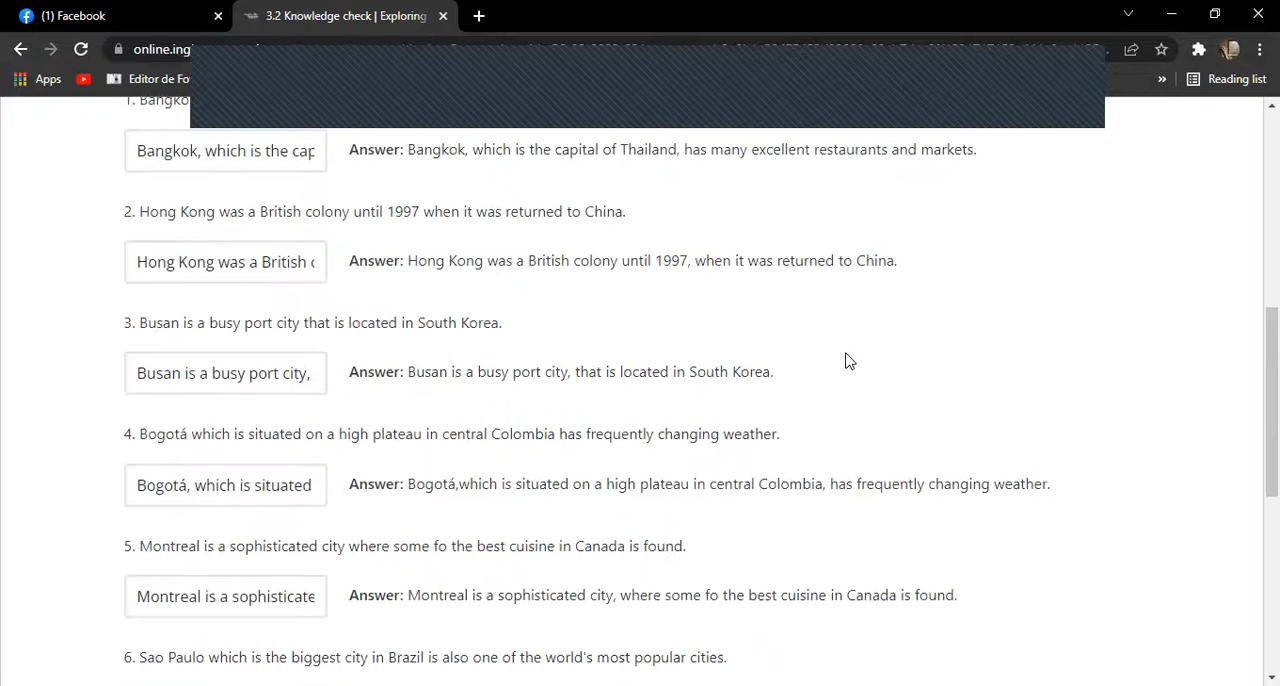 (1) Facebook
3.2 Knowledge check | Exploring
online.ing
Apps
Editor de Fo
Reading list
1. Bangko
Bangkok, which is the cap
Answer: Bangkok, which is the capital of Thailand, has many excellent restaurants and markets.
2. Hong Kong was a British colony until 1997 when it was returned to China.
Hong Kong was a British c
Answer: Hong Kong was a British colony until 1997, when it was returned to China.
3. Busan is a busy port city that is located in South Korea.
Busan is a busy port city,
Answer: Busan is a busy port city, that is located in South Korea.
4. Bogotá which is situated on a high plateau in central Colombia has frequently changing weather.
Bogotá, which is situated
Answer: Bogotá,which is situated on a high plateau in central Colombia, has frequently changing weather.
5. Montreal is a sophisticated city where some fo the best cuisine in Canada is found.
Montreal is a sophisticate
Answer: Montreal is a sophisticated city, where some fo the best cuisine in Canada is found.
6. Sao Paulo which is the biggest city in Brazil is also one of the world's most popular cities.